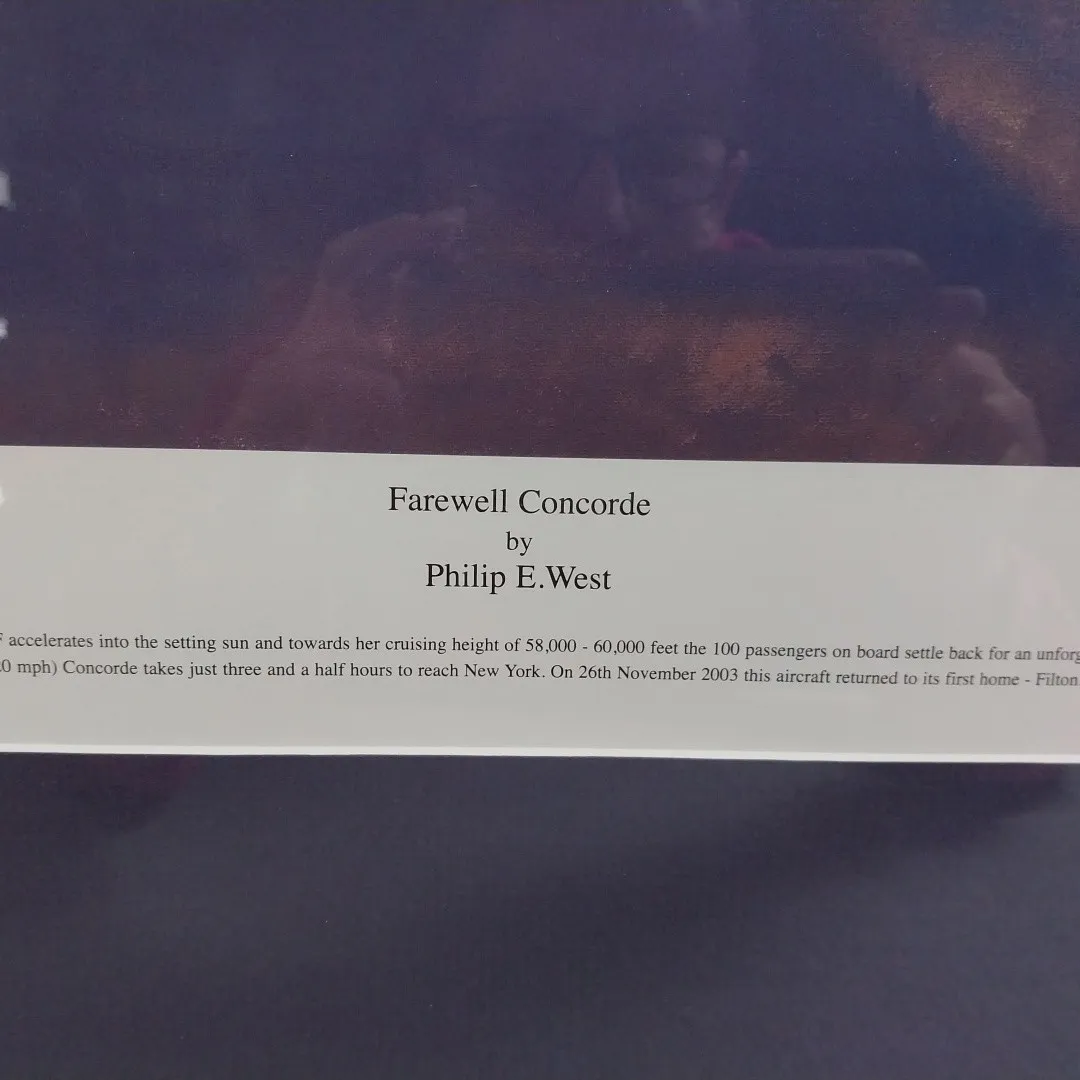 Farewell Concorde
by
Philip E.West
F accelerates into the setting sun and towards her cruising height of 58,000 - 60,000 feet the 100 passengers on board settle back for an unforg
0 mph) Concorde takes just three and a half hours to reach New York. On 26th November 2003 this aircraft returned to its first home - Filton